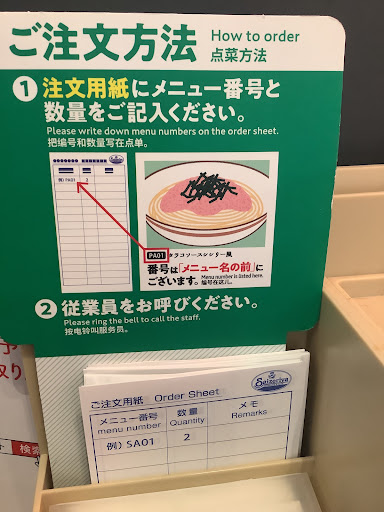 ご注文方法
How to order
点菜方法
① 注文用紙にメニュー番号と
数量をご記入ください。
Please write down menu numbers on the order sheet.
把编号和数量写在点单。
例) PA01 2
PA01 タラコソースシシリー風
番号は「メニュー名の前」に
ございます。
Menu number is listed here.
编号在这儿。
② 従業員をお呼びください。
Please ring the bell to call the staff.
按电铃叫服务员。
ご注文用紙 Order Sheet
Saizeriya
メニュー番号
menu number
数量
Quantity
メモ
Remarks
例) SA01
2
検索